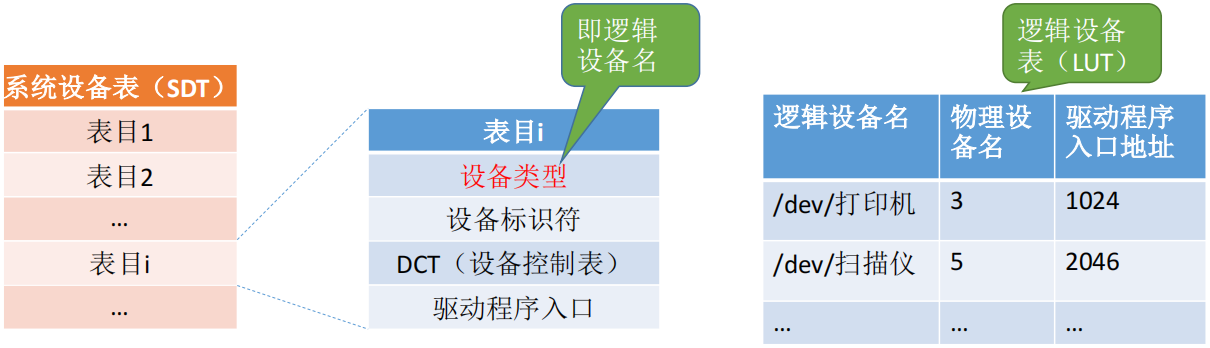 系统设备表（SDT）
表目1
表目2
…
表目i
…
即逻辑
设备名
表目i
设备类型
设备标识符
DCT（设备控制表）
驱动程序入口
逻辑设备
表（LUT）
逻辑设备名 物理设备名 驱动程序入口地址
/dev/打印机 3 1024
/dev/扫描仪 5 2046
… … …